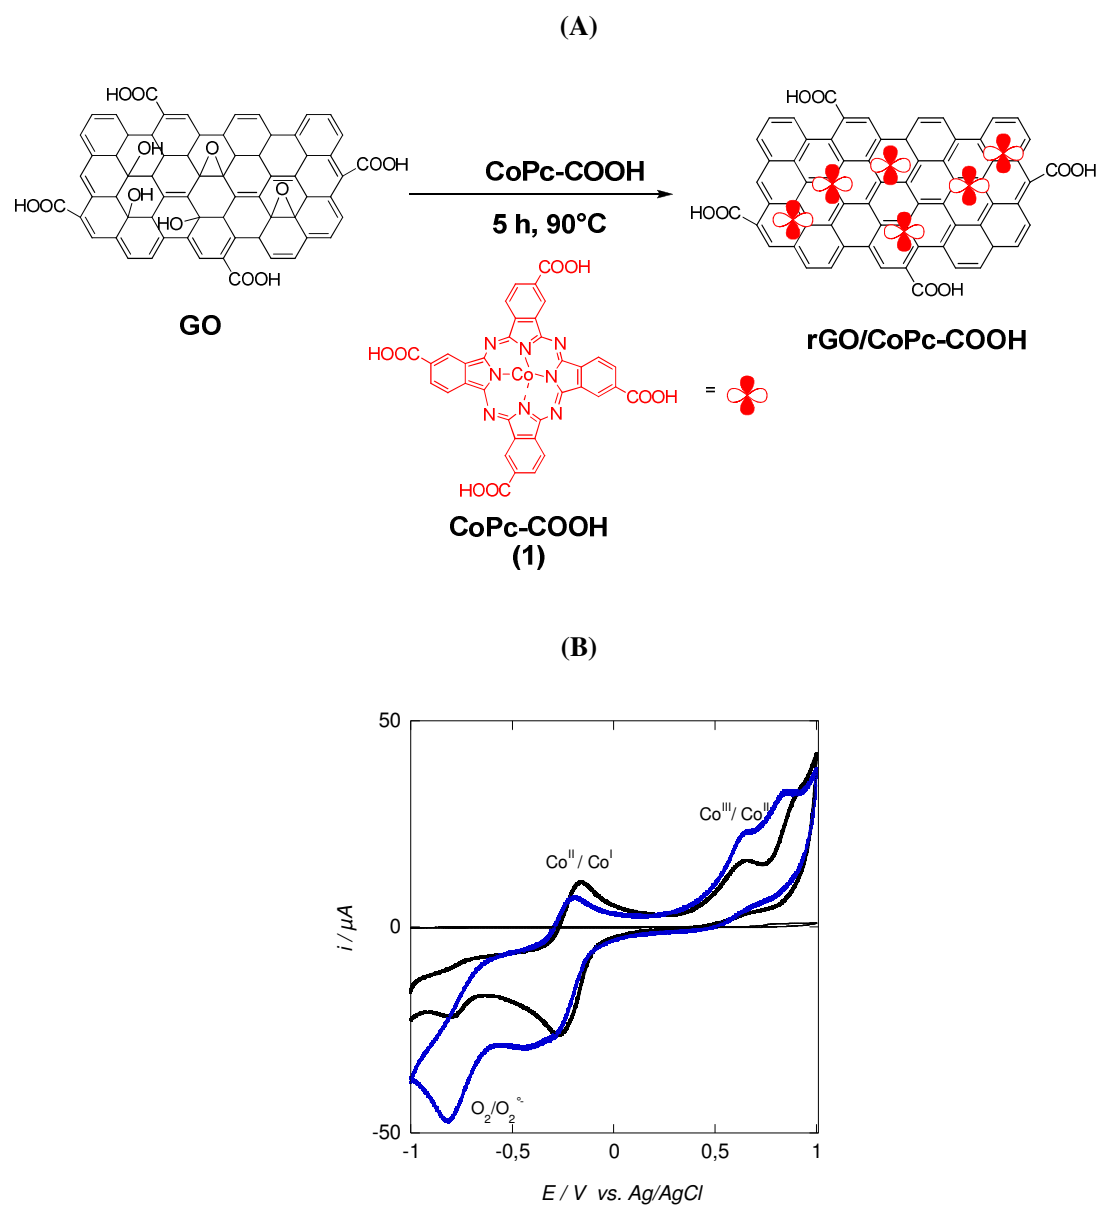 (A)
HOOC
OH
O
COOH
OH
O
HOOC
HO
COOH
GO
CoPc-COOH
5 h, 90°C
HOOC
COOH
HOOC
COOH
rGO/CoPc-COOH
COOH
HOOC
N
N
N
N
Co
N
N
N
N
COOH
HOOC
=
CoPc-COOH
(1)
(B)
50
Co^III/ Co^II
Co^II / Co^I
0
i / µA
O2/O2°-
-50
-1
-0,5
0
0,5
1
E / V vs. Ag/AgCl